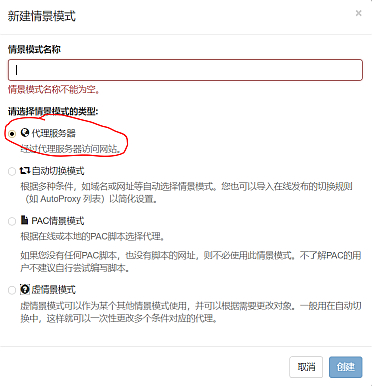 新建情景模式
×
情景模式名称
情景模式名称不能为空。
请选择情景模式的类型:
代理服务器
经过代理服务器访问网站。
自动切换模式
根据多种条件，如域名或网址等自动选择情景模式。您也可以导入在线发布的切换规则
（如 AutoProxy 列表）以简化设置。
PAC情景模式
根据在线或本地的PAC脚本选择代理。
如果您没有任何PAC脚本，也没有脚本的网址，则不必使用此情景模式。不了解PAC的用
户不建议自行尝试编写脚本。
虚情景模式
虚情景模式可以作为某个其他情景模式使用，并可以根据需要更改对象。一般用在自动切
换中，这样就可以一次性更改多个条件对应的代理。
取消
创建